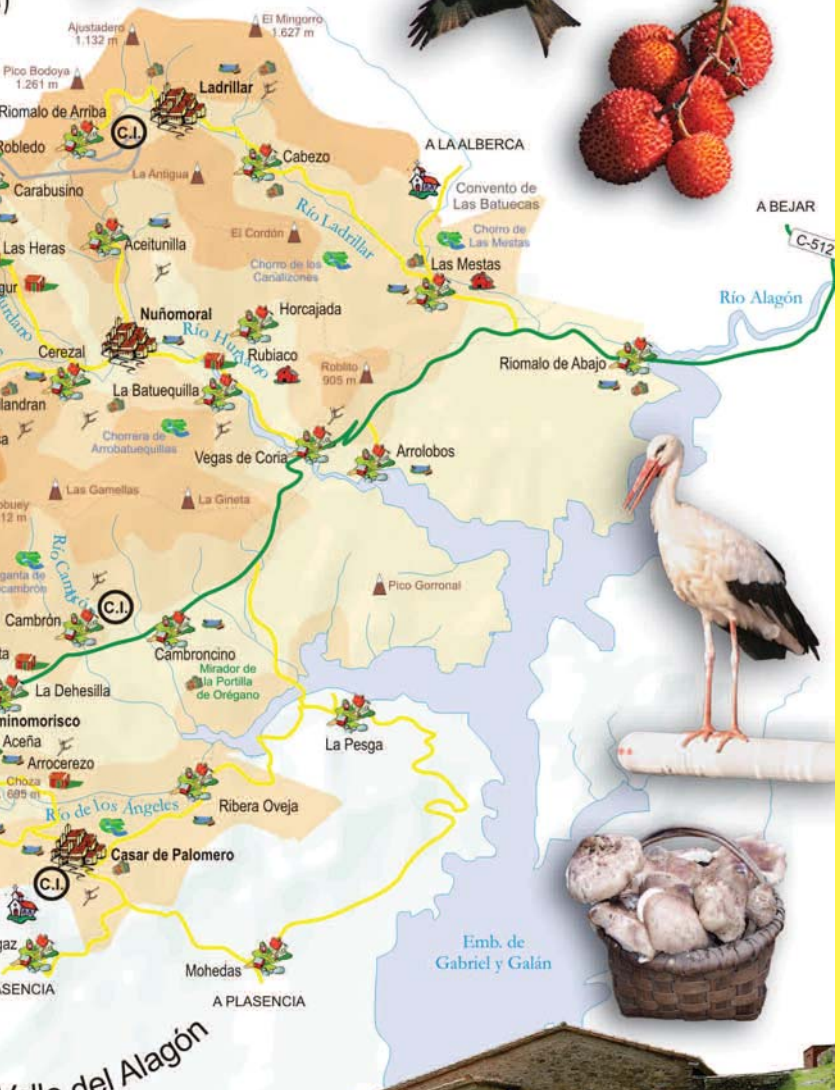 Ajustadero
1.132 m
El Mingorro
1.627 m
Pico Bodoya
1.261 m
Ladrillar
Riomalo de Arriba
C.I.
Robledo
Cabezo
A LA ALBERCA
La Antigua
Carabusino
Convento de
Las Batuecas
Río Ladrillar
A BEJAR
C-512
Las Heras
Aceitunilla
El Cordón
Chorro de
Las Mestas
Chorro de los
Canalizones
Las Mestas
Río Alagón
Nuñomoral
Horcajada
Río Hurdano
Cerezal
Rubiaco
Roblito
905 m
Riomalo de Abajo
La Batuequilla
Chorrera de
Arrobatuequillas
Vegas de Coria
Arrolobos
Las Gamellas
La Gineta
12 m
Río Cambrón
Pico Gorronal
cambrón
C.I.
Cambrón
Cambroncino
Mirador de
la Portilla
de Orégano
La Dehesilla
minomorisco
La Pesga
Aceña
Arrocerezo
Choza
695 m
Río de los Angeles
Ribera Oveja
Casar de Palomero
C.I.
Emb. de
Gabriel y Galán
Mohedas
A PLASENCIA
del Alagón